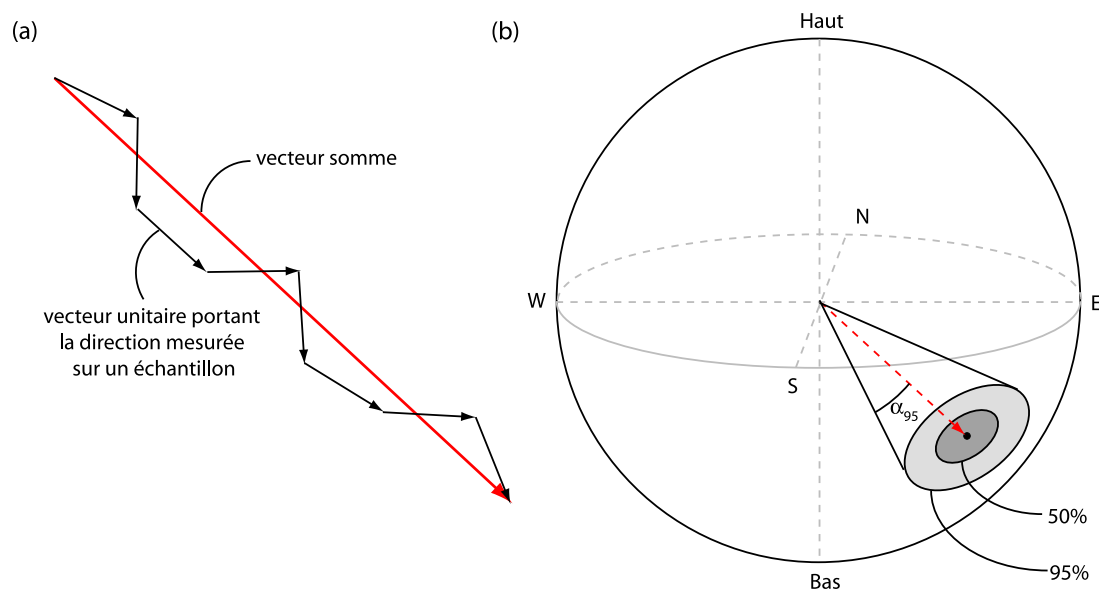 (a)
vecteur somme
vecteur unitaire portant
la direction mesurée
sur un échantillon
(b)
Haut
N
W
E
S
α95
50%
95%
Bas